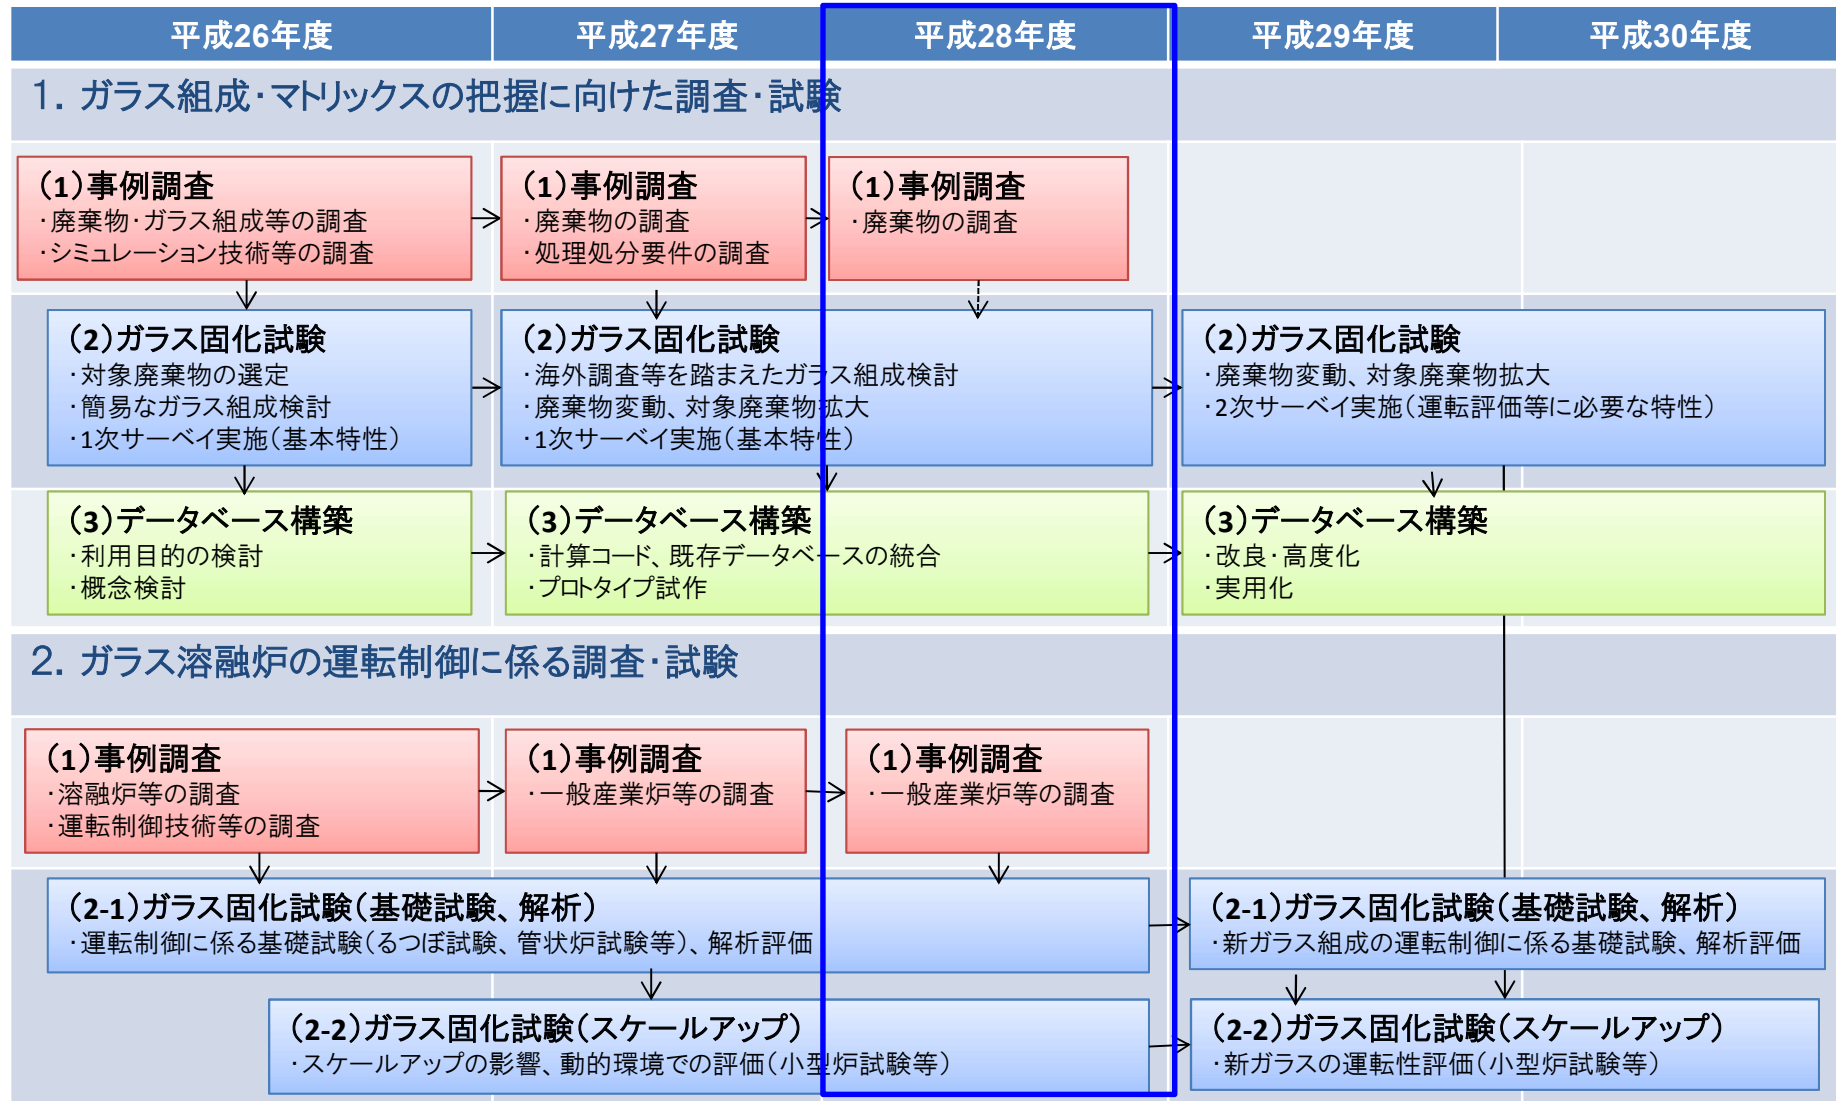 平成26年度
平成27年度
平成28年度
平成29年度
平成30年度
1. ガラス組成・マトリックスの把握に向けた調査・試験
(1)事例調査
・廃棄物・ガラス組成等の調査
・シミュレーション技術等の調査
(1)事例調査
・廃棄物の調査
・処理処分要件の調査
(1)事例調査
・廃棄物の調査
(2)ガラス固化試験
・対象廃棄物の選定
・簡易なガラス組成検討
・1次サーベイ実施(基本特性)
(2)ガラス固化試験
・海外調査等を踏まえたガラス組成検討
・廃棄物変動、対象廃棄物拡大
・1次サーベイ実施(基本特性)
(2)ガラス固化試験
・廃棄物変動、対象廃棄物拡大
・2次サーベイ実施(運転評価等に必要な特性)
(3)データベース構築
・利用目的の検討
・概念検討
(3)データベース構築
・計算コード、既存データベースの統合
・プロトタイプ試作
(3)データベース構築
・改良・高度化
・実用化
2. ガラス溶融炉の運転制御に係る調査・試験
(1)事例調査
・溶融炉等の調査
・運転制御技術等の調査
(1)事例調査
・一般産業炉等の調査
(1)事例調査
・一般産業炉等の調査
(2-1)ガラス固化試験(基礎試験、解析)
・運転制御に係る基礎試験(るつぼ試験、管状炉試験等)、解析評価
(2-1)ガラス固化試験(基礎試験、解析)
・新ガラス組成の運転制御に係る基礎試験、解析評価
(2-2)ガラス固化試験(スケールアップ)
・スケールアップの影響、動的環境での評価(小型炉試験等)
(2-2)ガラス固化試験(スケールアップ)
・新ガラスの運転性評価(小型炉試験等)